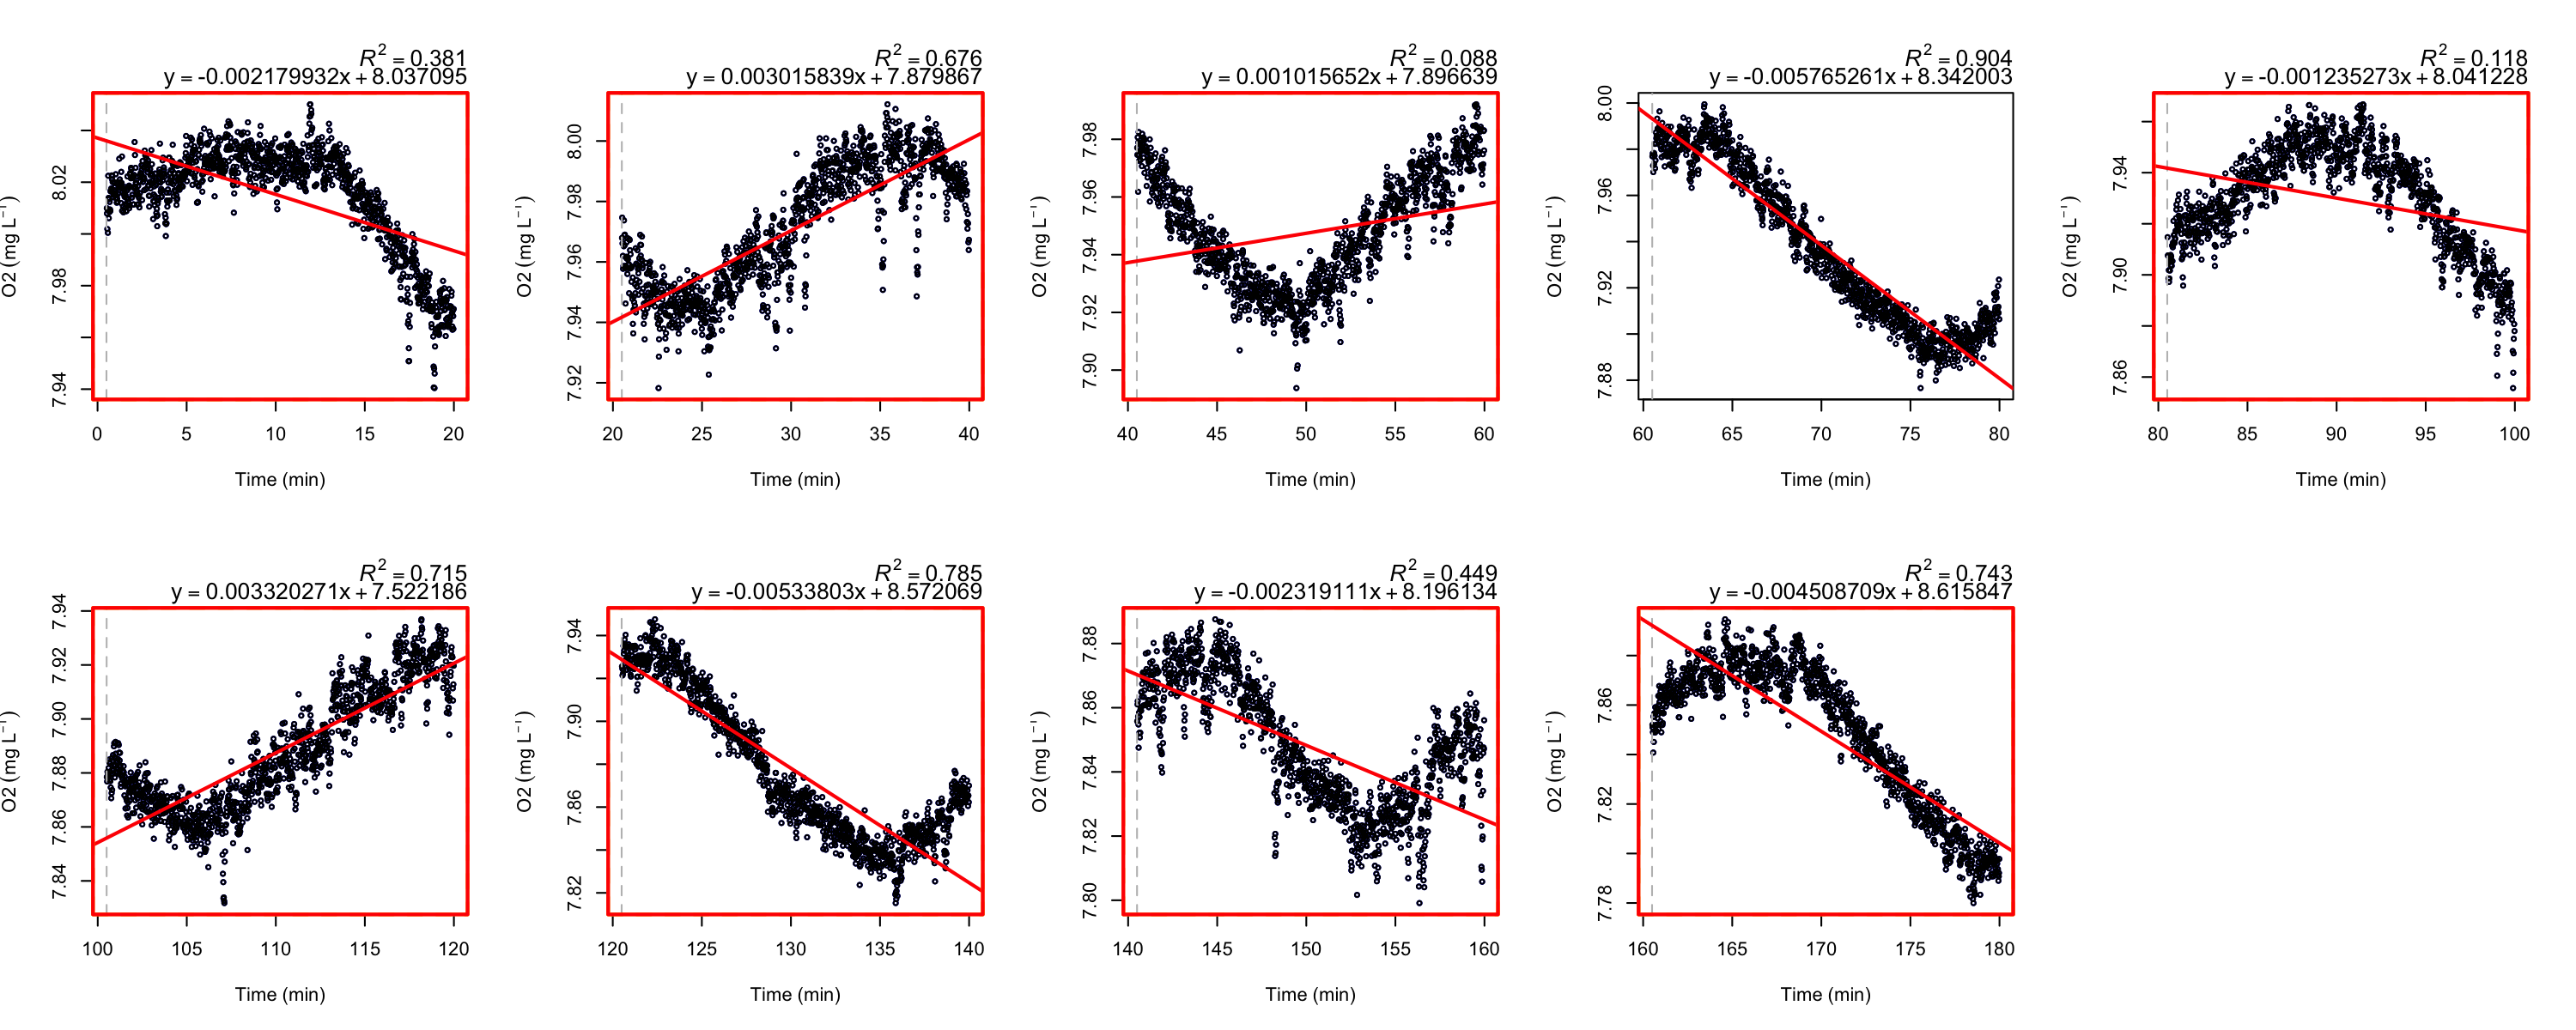 R² = 0.381
y = -0.002179932x + 8.037095
O2 (mg L⁻¹)
7.94 7.98 8.02
0 5 10 15 20
Time (min)
R² = 0.676
y = 0.003015839x + 7.879867
O2 (mg L⁻¹)
7.92 7.94 7.96 7.98 8.00
20 25 30 35 40
Time (min)
R² = 0.088
y = 0.001015652x + 7.896639
O2 (mg L⁻¹)
7.90 7.92 7.94 7.96 7.98
40 45 50 55 60
Time (min)
R² = 0.904
y = -0.005765261x + 8.342003
O2 (mg L⁻¹)
7.88 7.92 7.96 8.00
60 65 70 75 80
Time (min)
R² = 0.118
y = -0.001235273x + 8.041228
O2 (mg L⁻¹)
7.86 7.90 7.94
80 85 90 95 100
Time (min)
R² = 0.715
y = 0.003320271x + 7.522186
O2 (mg L⁻¹)
7.84 7.86 7.88 7.90 7.92 7.94
100 105 110 115 120
Time (min)
R² = 0.785
y = -0.00533803x + 8.572069
O2 (mg L⁻¹)
7.82 7.86 7.90 7.94
120 125 130 135 140
Time (min)
R² = 0.449
y = -0.002319111x + 8.196134
O2 (mg L⁻¹)
7.80 7.82 7.84 7.86 7.88
140 145 150 155 160
Time (min)
R² = 0.743
y = -0.004508709x + 8.615847
O2 (mg L⁻¹)
7.78 7.82 7.86
160 165 170 175 180
Time (min)